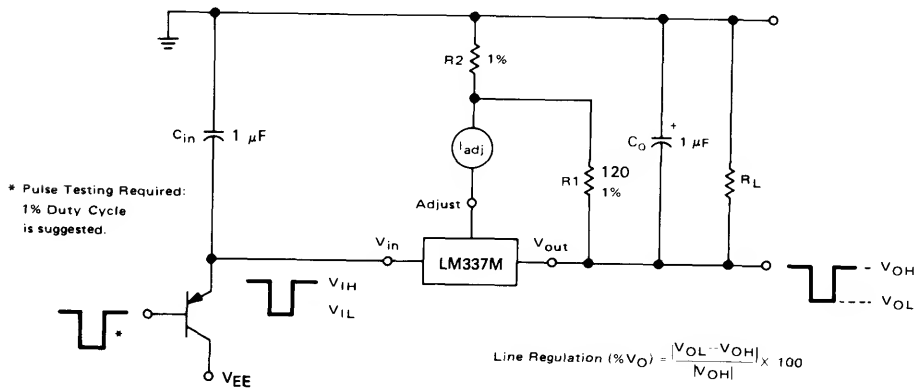 R2
1%
C_in
1 µF
I_adj
C_O
+
1 µF
R1
120
1%
R_L
* Pulse Testing Required:
1% Duty Cycle
is suggested.
Adjust
V_in
LM337M
V_out
V_IH
V_IL
V_OH
V_OL
*
V_EE
Line Regulation (%V_O) = |V_OL - V_OH| / |V_OH| × 100